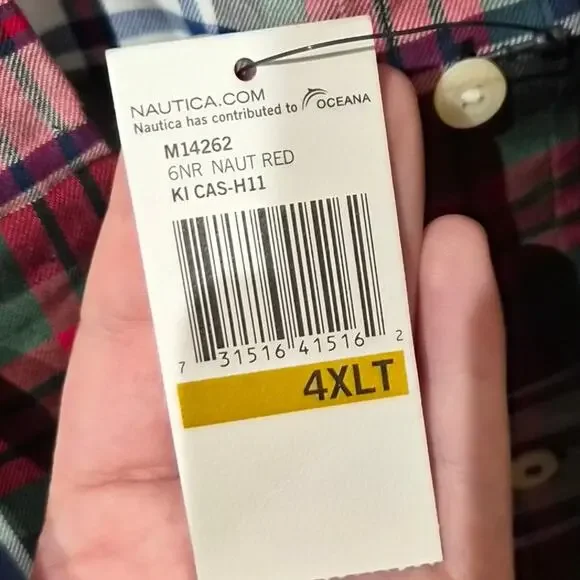 NAUTICA.COM
Nautica has contributed to OCEANA
M14262
6NR NAUT RED
KI CAS-H11
7 31516 41516 2
4XLT